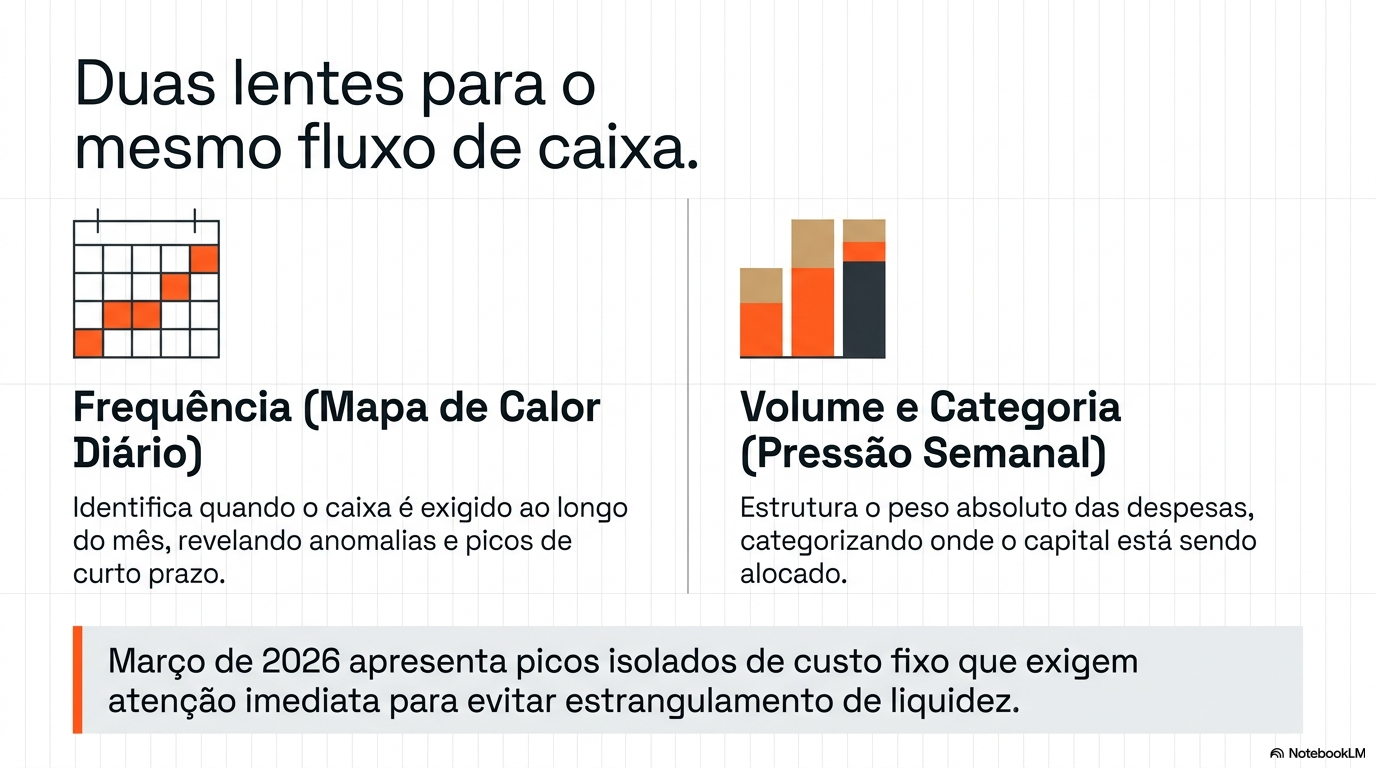 Duas lentes para o
mesmo fluxo de caixa.
Frequência (Mapa de Calor
Diário)
Identifica quando o caixa é exigido ao longo
do mês, revelando anomalias e picos de
curto prazo.
Volume e Categoria
(Pressão Semanal)
Estrutura o peso absoluto das despesas,
categorizando onde o capital está sendo
alocado.
Março de 2026 apresenta picos isolados de custo fixo que exigem
atenção imediata para evitar estrangulamento de liquidez.
NotebookLM